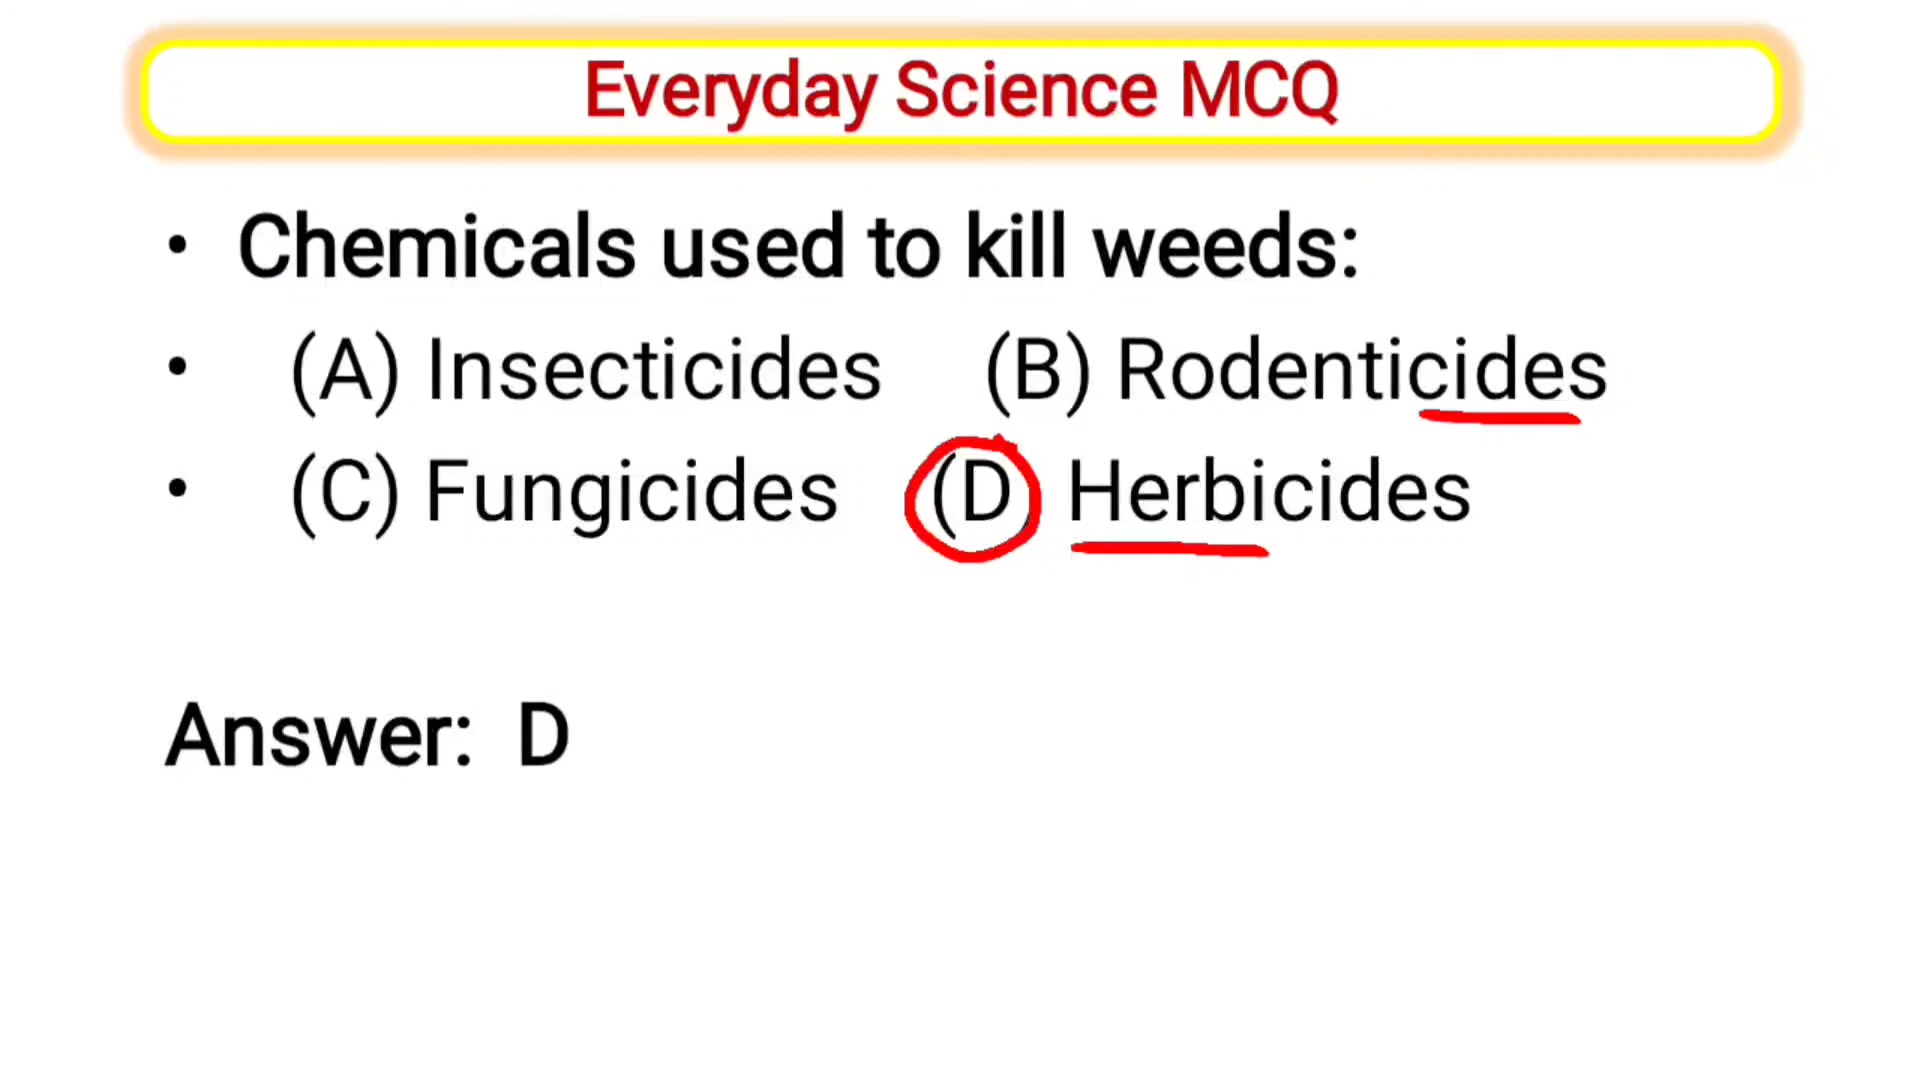 Everyday Science MCQ
• Chemicals used to kill weeds:
• (A) Insecticides (B) Rodenticides
• (C) Fungicides (D) Herbicides
Answer: D